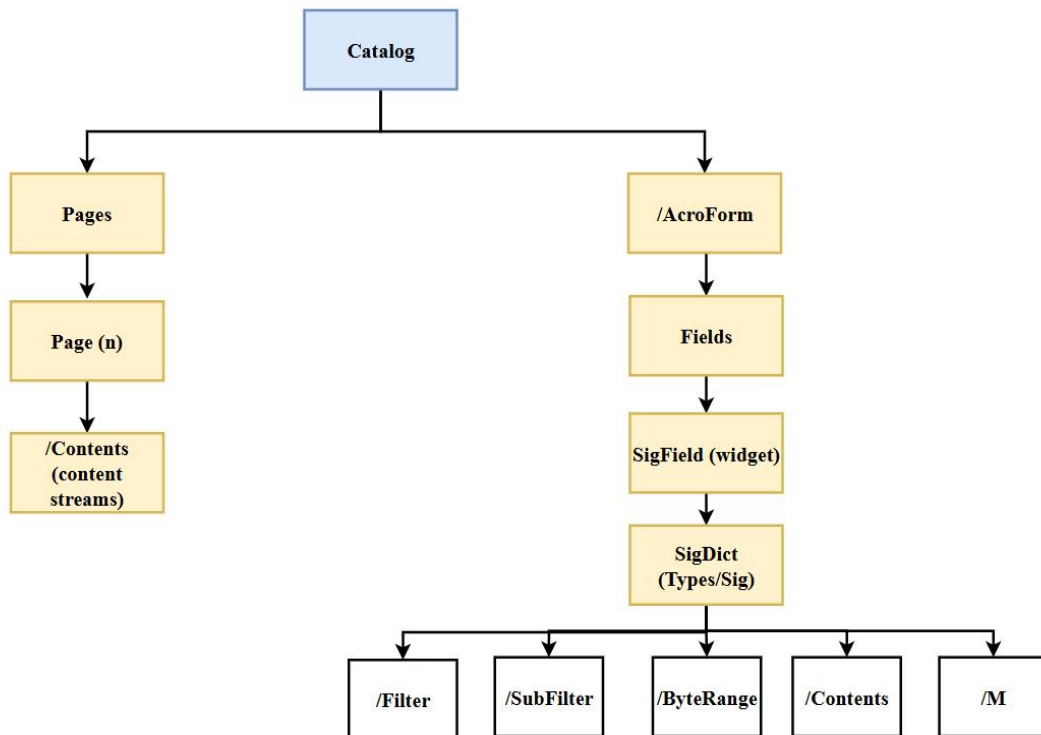 Catalog
Pages
/AcroForm
Page (n)
Fields
/Contents
(content
streams)
SigField (widget)
SigDict
(Types/Sig)
/Filter
/SubFilter
/ByteRange
/Contents
/M